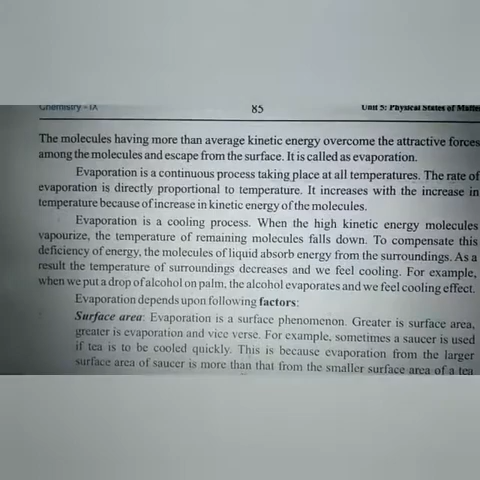 Chemistry - IX 85 Unit 5: Physical States of Matter
The molecules having more than average kinetic energy overcome the attractive forces
among the molecules and escape from the surface. It is called as evaporation.
Evaporation is a continuous process taking place at all temperatures. The rate of
evaporation is directly proportional to temperature. It increases with the increase in
temperature because of increase in kinetic energy of the molecules.
Evaporation is a cooling process. When the high kinetic energy molecules
vapourize, the temperature of remaining molecules falls down. To compensate this
deficiency of energy, the molecules of liquid absorb energy from the surroundings. As a
result the temperature of surroundings decreases and we feel cooling. For example,
when we put a drop of alcohol on palm, the alcohol evaporates and we feel cooling effect.
Evaporation depends upon following factors:
Surface area: Evaporation is a surface phenomenon. Greater is surface area,
greater is evaporation and vice verse. For example, sometimes a saucer is used
if tea is to be cooled quickly. This is because evaporation from the larger
surface area of saucer is more than that from the smaller surface area of a tea